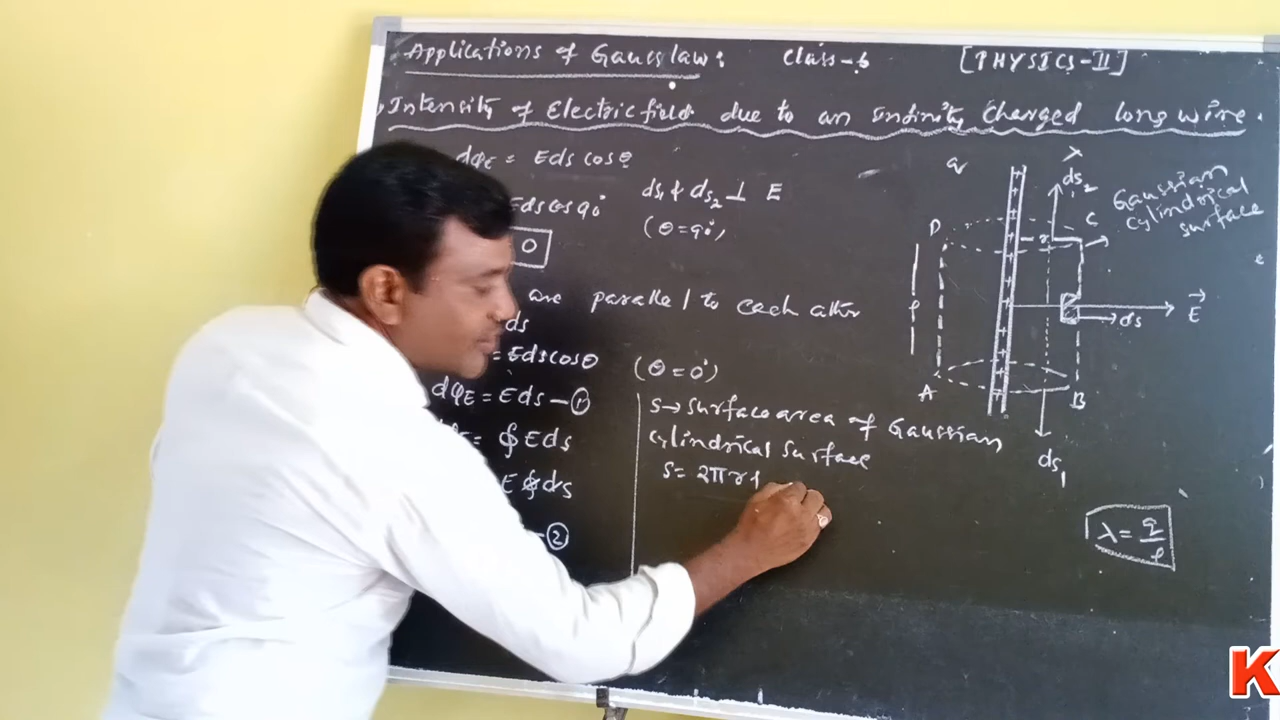 Applications of Gauss law: Class-6 [PHYSICS-II]
Intensity of Electric field due to an Infinity Charged long wire.
dφE = Eds cosθ
Eds cos 90°
ds1 & ds2 ⊥ E
(θ=90°)
0
are parallel to each other
ds
= Eds cosθ (θ=0°)
dφE = Eds — ①
= ∮ Eds
E ∮ ds
— ②
S → Surface area of Gaussian
Cylindrical Surface
S = 2πrl
q
λ
ds2
Gaussian
Cylindrical
Surface
D
C
r
l
E
ds
A
B
ds1
λ = q/l
K